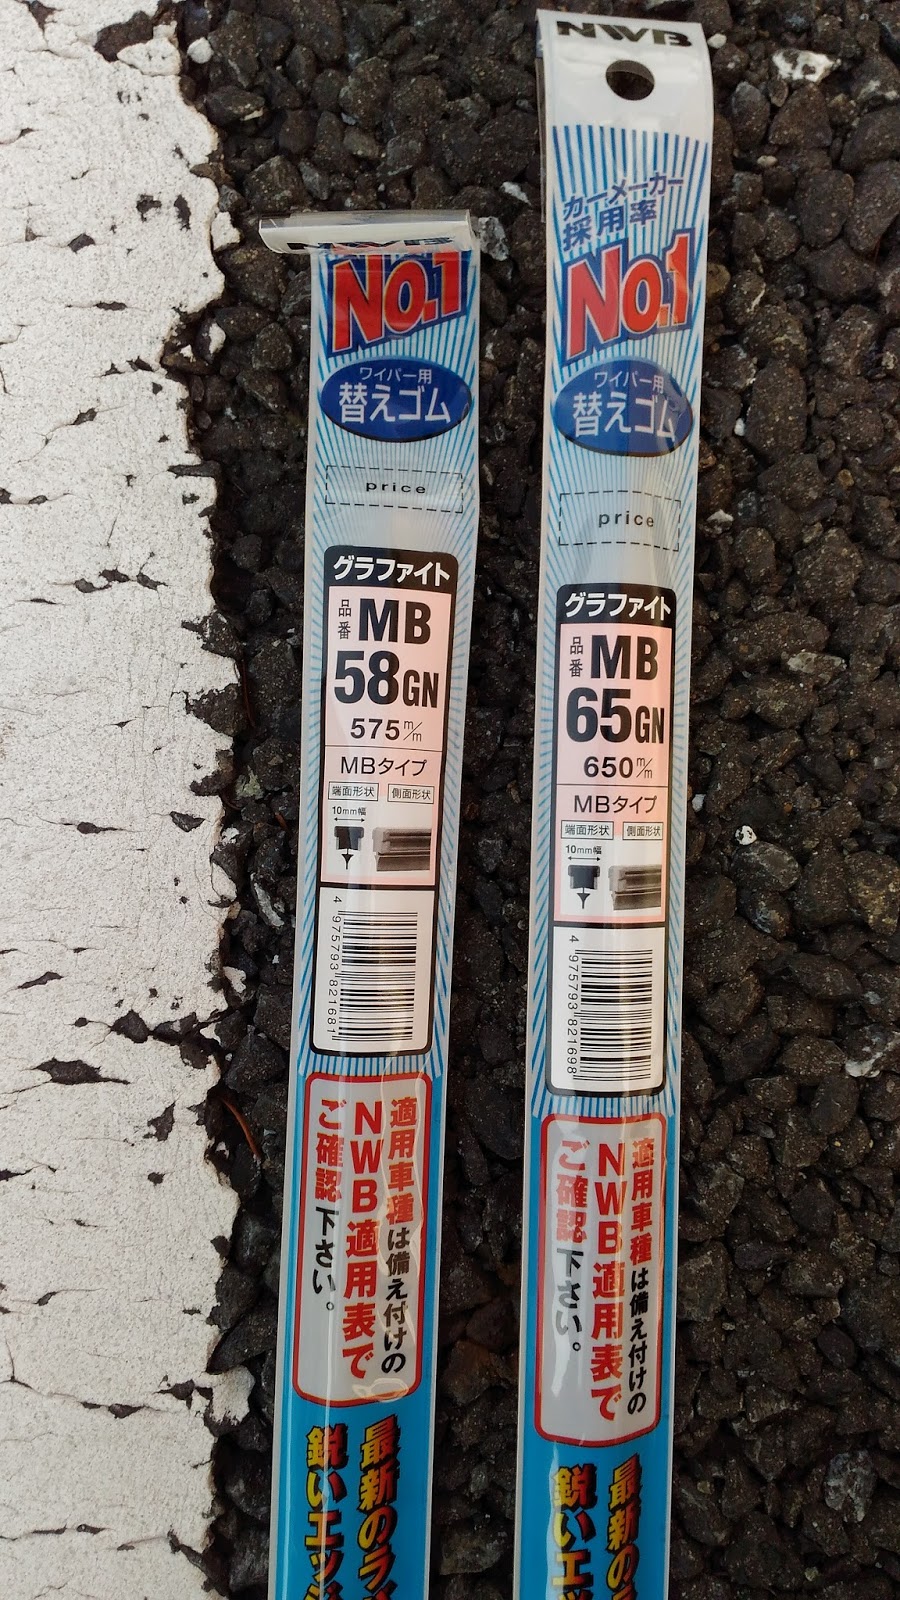 NWB
No.1
ワイパー用
替えゴム
price
グラファイト
品番 MB
58GN
575m/m
MBタイプ
端面形状 側面形状
10mm幅
4 975793 821681
適用車種は備え付けの
NWB適用表で
ご確認下さい。
最新のラ
鋭いエッ
NWB
カーメーカー
採用率
No.1
ワイパー用
替えゴム
price
グラファイト
品番 MB
65GN
650m/m
MBタイプ
端面形状 側面形状
10mm幅
4 975793 821698
適用車種は備え付けの
NWB適用表で
ご確認下さい。
最新の
鋭いエ